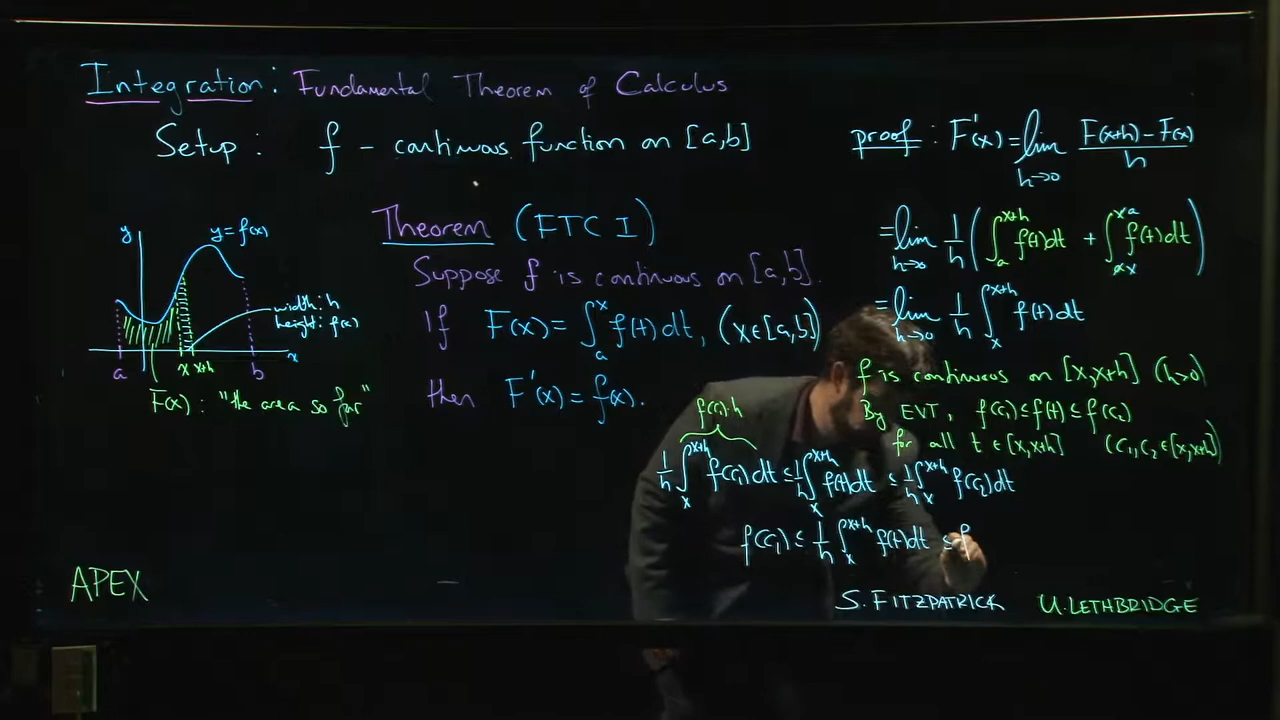 Integration: Fundamental Theorem of Calculus
Setup: f - continuous function on [a,b]
y
y=f(x)
width: h
height: f(x)
x
a
x x+h
b
F(x): "the area so far"
Theorem (FTC I)
Suppose f is continuous on [a,b].
If F(x) = ∫_a^x f(t)dt, (x∈[a,b])
then F'(x) = f(x).
proof: F'(x) = lim_{h→0} (F(x+h) - F(x))/h
= lim_{h→0} 1/h (∫_a^{x+h} f(t)dt + ∫_x^a f(t)dt)
= lim_{h→0} 1/h ∫_x^{x+h} f(t)dt
f is continuous on [x,x+h] (h>0)
By EVT, f(c₁) ≤ f(t) ≤ f(c₂)
for all t ∈ [x,x+h] (c₁,c₂ ∈ [x,x+h])
f(c₁)·h
1/h ∫_x^{x+h} f(c₁)dt ≤ 1/h ∫_x^{x+h} f(t)dt ≤ 1/h ∫_x^{x+h} f(c₂)dt
f(c₁) ≤ 1/h ∫_x^{x+h} f(t)dt ≤ f
APEX
S. FITZPATRICK U. LETHBRIDGE